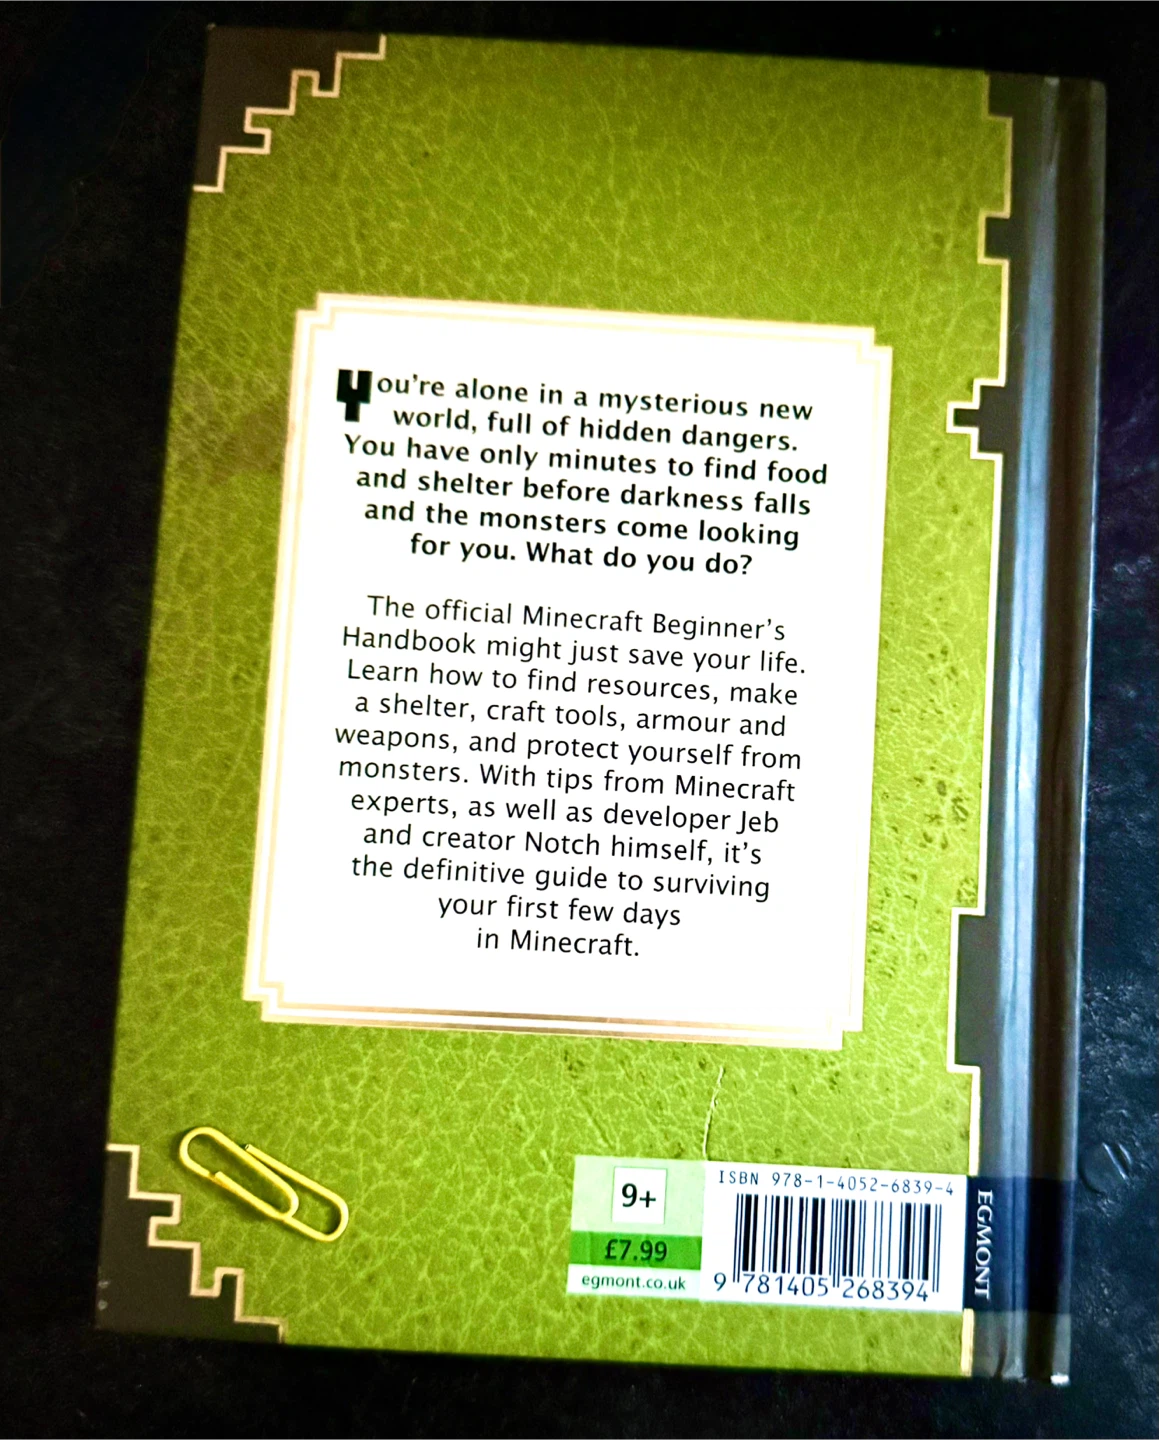 You're alone in a mysterious new
world, full of hidden dangers.
You have only minutes to find food
and shelter before darkness falls
and the monsters come looking
for you. What do you do?
The official Minecraft Beginner's
Handbook might just save your life.
Learn how to find resources, make
a shelter, craft tools, armour and
weapons, and protect yourself from
monsters. With tips from Minecraft
experts, as well as developer Jeb
and creator Notch himself, it's
the definitive guide to surviving
your first few days
in Minecraft.
9+
£7.99
egmont.co.uk
ISBN 978-1-4052-6839-4
9 781405 268394
EGMONT